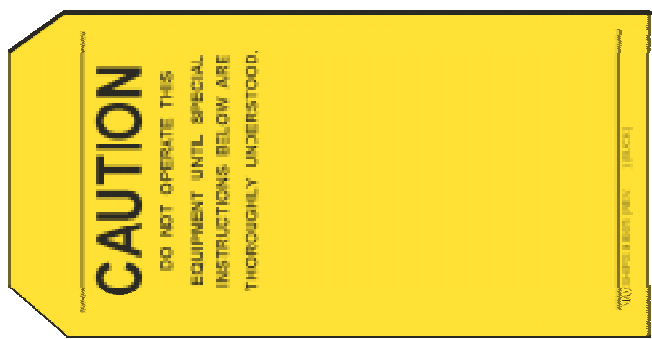 CAUTION
DO NOT OPERATE THIS
EQUIPMENT UNTIL SPECIAL
INSTRUCTIONS BELOW ARE
THOROUGHLY UNDERSTOOD.